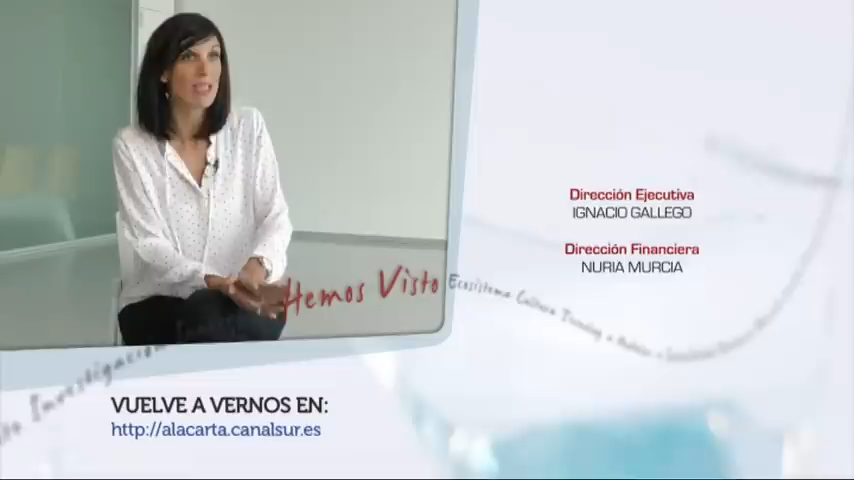 Dirección Ejecutiva
IGNACIO GALLEGO
Dirección Financiera
NURIA MURCIA
Hemos Visto Ecosistema Cultura
Investigación
VUELVE A VERNOS EN:
http://alacarta.canalsur.es